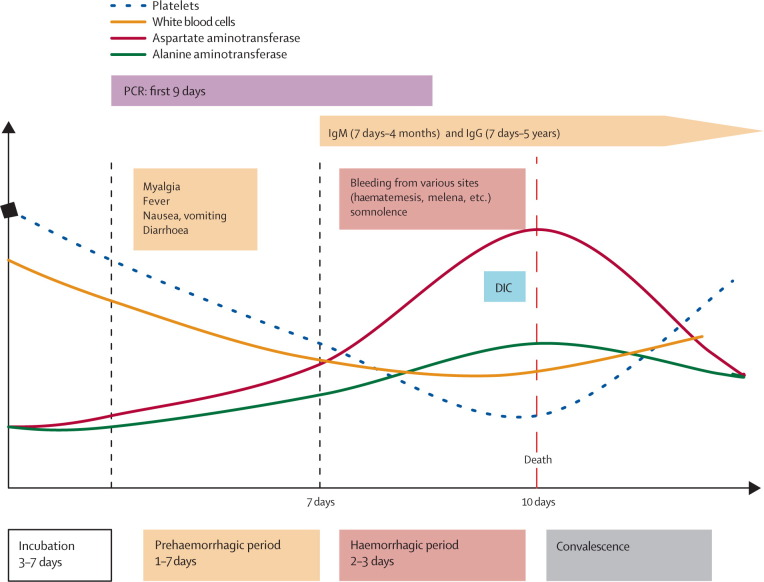 Platelets
White blood cells
Aspartate aminotransferase
Alanine aminotransferase
PCR: first 9 days
IgM (7 days–4 months) and IgG (7 days–5 years)
Myalgia
Fever
Nausea, vomiting
Diarrhoea
Bleeding from various sites
(haematemesis, melena, etc.)
somnolence
DIC
Death
7 days
10 days
Incubation
3–7 days
Prehaemorrhagic period
1–7 days
Haemorrhagic period
2–3 days
Convalescence